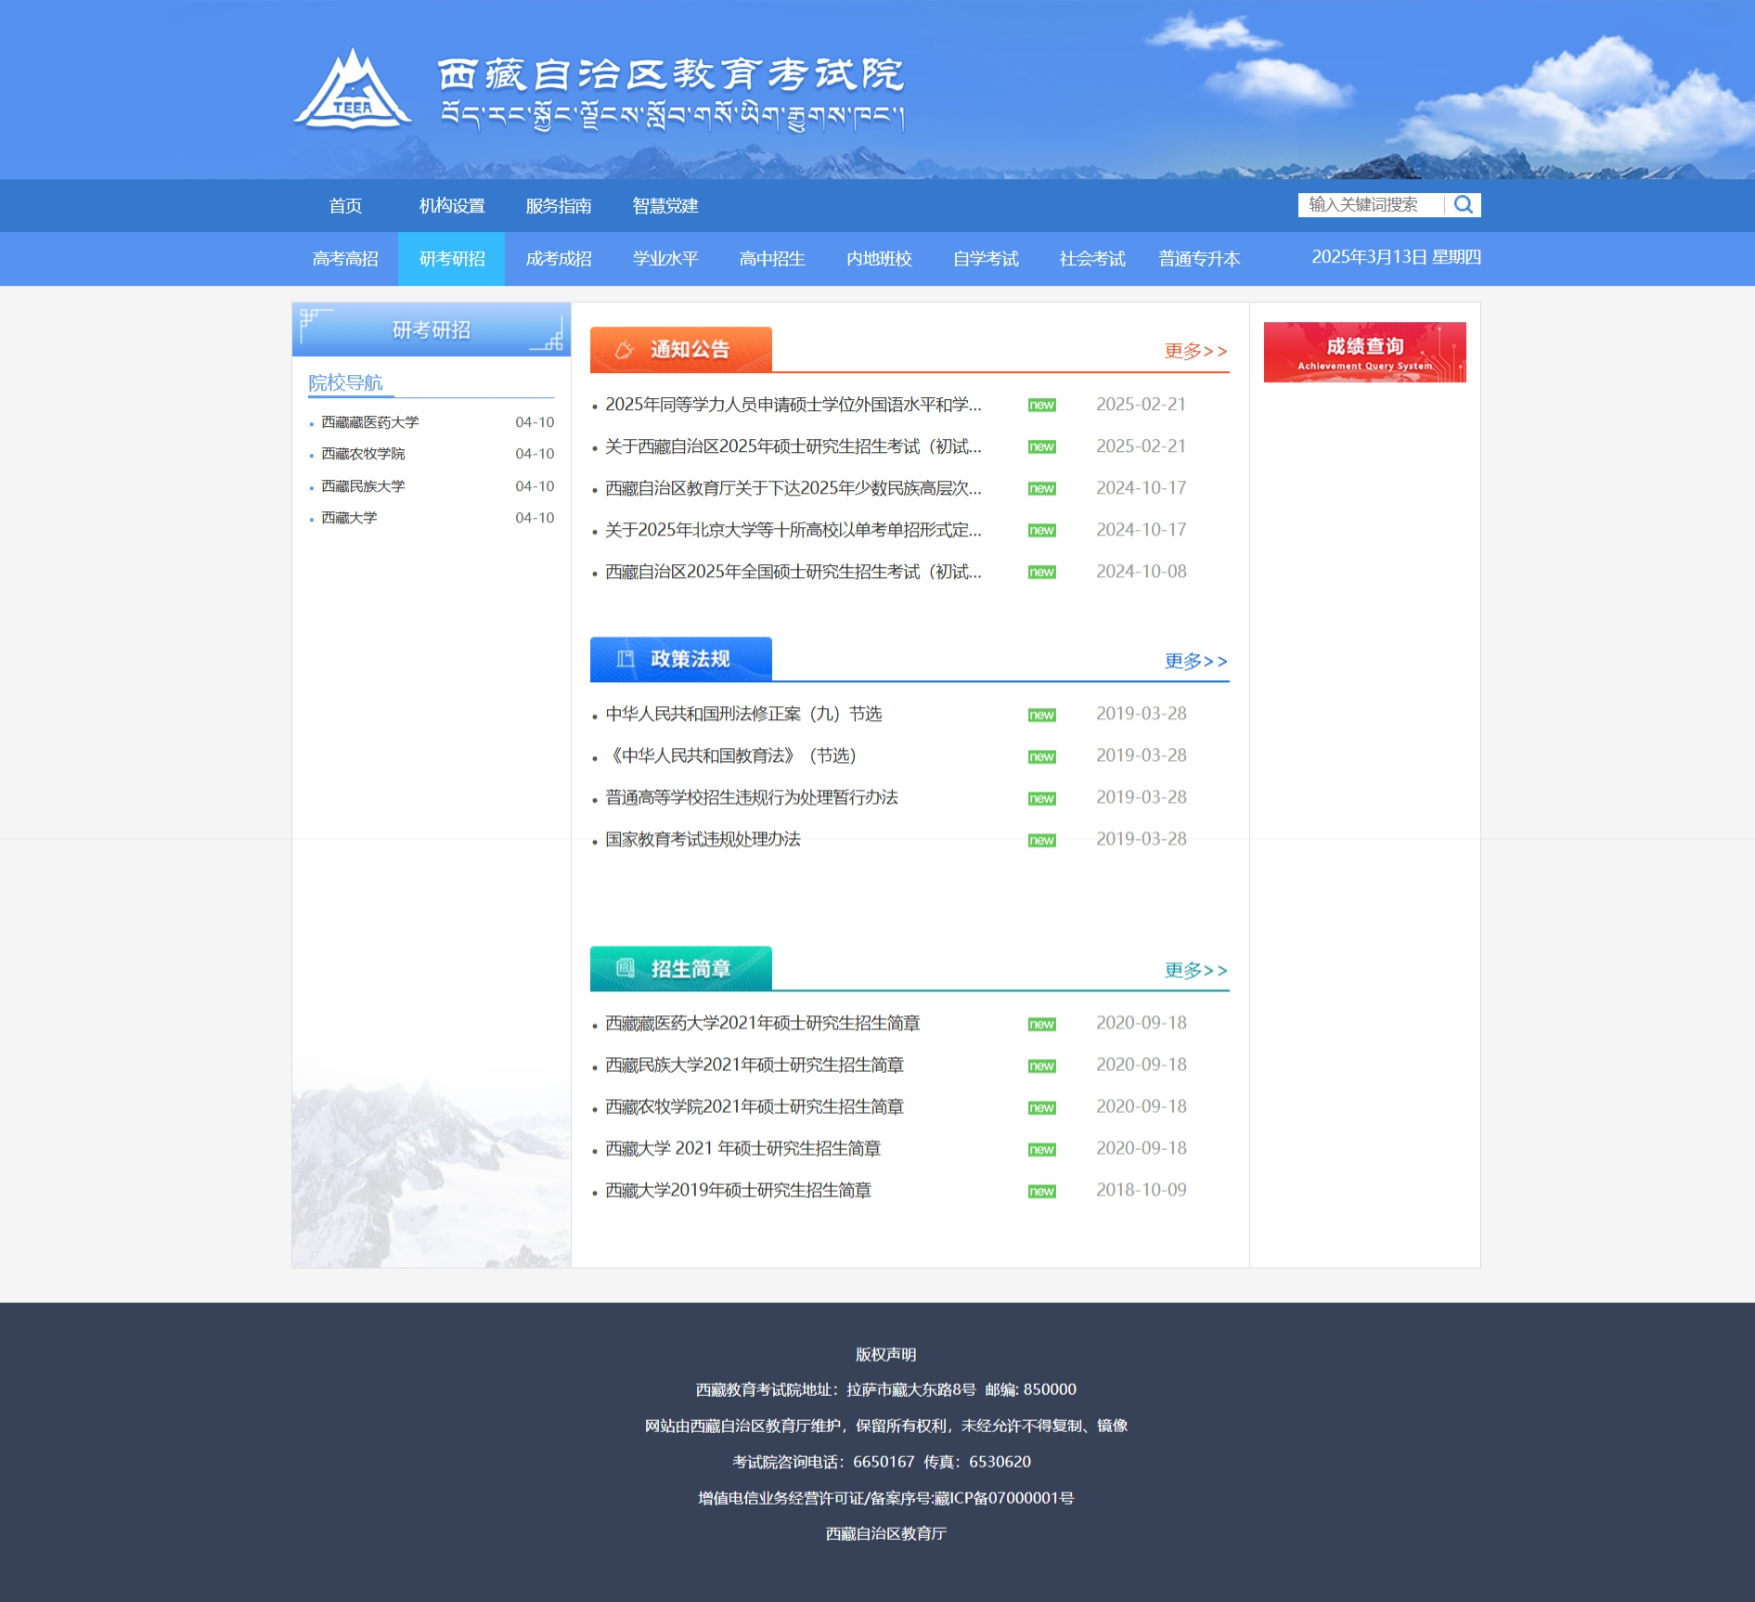 西藏自治区教育考试院
བོད་རང་སྐྱོང་ལྗོངས་སློབ་གསོ་ཡིག་རྒྱུགས་ཁང་།
TEEA
首页 机构设置 服务指南 智慧党建 输入关键词搜索
高考高招 研考研招 成考成招 学业水平 高中招生 内地班校 自学考试 社会考试 普通专升本 2025年3月13日 星期四
研考研招
院校导航
西藏藏医药大学 04-10
西藏农牧学院 04-10
西藏民族大学 04-10
西藏大学 04-10
通知公告 更多>>
2025年同等学力人员申请硕士学位外国语水平和学... new 2025-02-21
关于西藏自治区2025年硕士研究生招生考试（初试... new 2025-02-21
西藏自治区教育厅关于下达2025年少数民族高层次... new 2024-10-17
关于2025年北京大学等十所高校以单考单招形式定... new 2024-10-17
西藏自治区2025年全国硕士研究生招生考试（初试... new 2024-10-08
政策法规 更多>>
中华人民共和国刑法修正案（九）节选 new 2019-03-28
《中华人民共和国教育法》（节选） new 2019-03-28
普通高等学校招生违规行为处理暂行办法 new 2019-03-28
国家教育考试违规处理办法 new 2019-03-28
招生简章 更多>>
西藏藏医药大学2021年硕士研究生招生简章 new 2020-09-18
西藏民族大学2021年硕士研究生招生简章 new 2020-09-18
西藏农牧学院2021年硕士研究生招生简章 new 2020-09-18
西藏大学 2021 年硕士研究生招生简章 new 2020-09-18
西藏大学2019年硕士研究生招生简章 new 2018-10-09
成绩查询
Achievement Query System
版权声明
西藏教育考试院地址：拉萨市藏大东路8号 邮编: 850000
网站由西藏自治区教育厅维护，保留所有权利，未经允许不得复制、镜像
考试院咨询电话：6650167 传真：6530620
增值电信业务经营许可证/备案序号:藏ICP备07000001号
西藏自治区教育厅